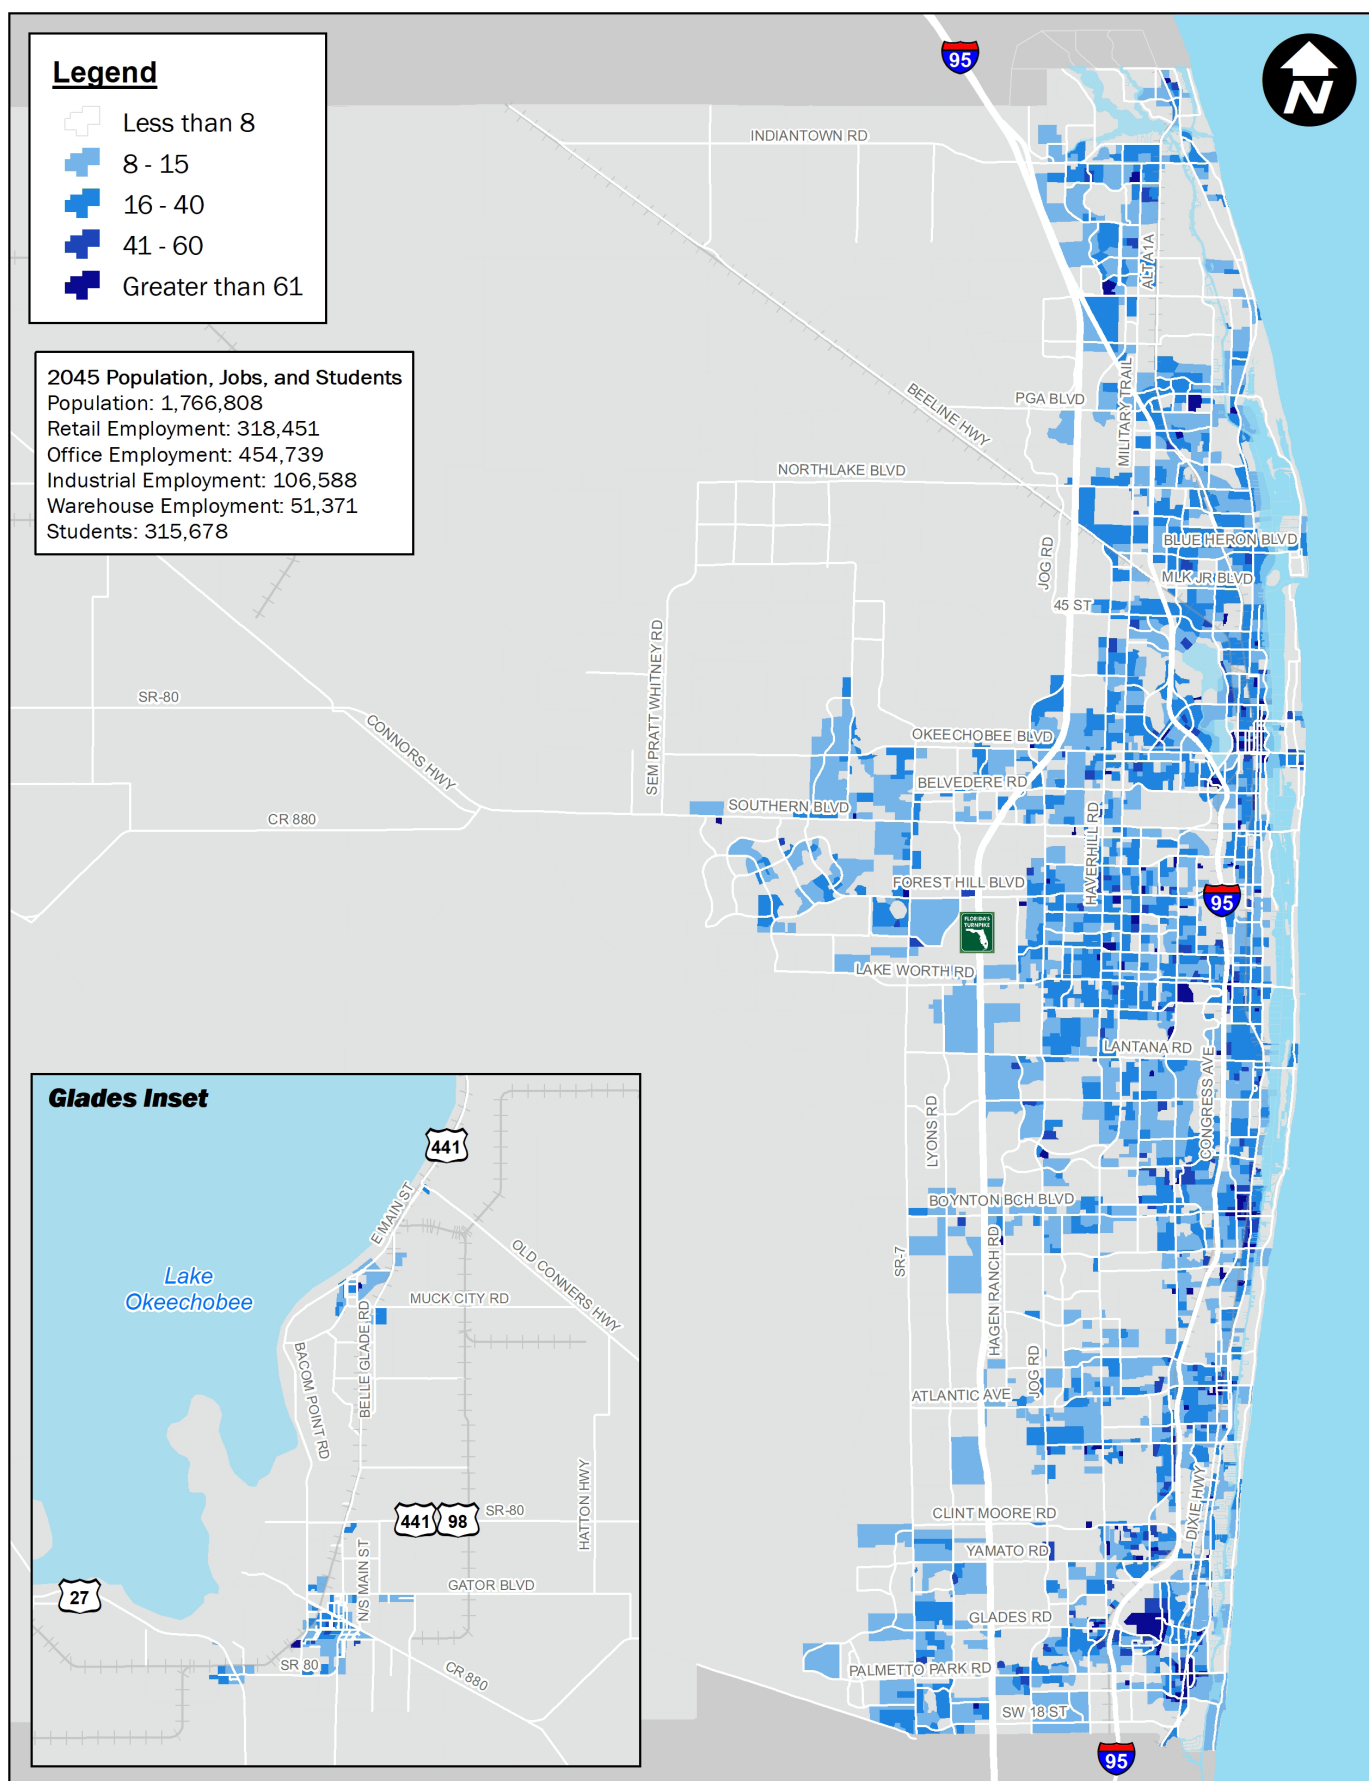 Legend
Less than 8
8 - 15
16 - 40
41 - 60
Greater than 61
2045 Population, Jobs, and Students
Population: 1,766,808
Retail Employment: 318,451
Office Employment: 454,739
Industrial Employment: 106,588
Warehouse Employment: 51,371
Students: 315,678
95
N
INDIANTOWN RD
ALTA1A
MILITARY TRAIL
PGA BLVD
BEELINE HWY
NORTHLAKE BLVD
BLUE HERON BLVD
JOG RD
MLK JR BLVD
45 ST
SEM PRATT WHITNEY RD
SR-80
CONNORS HWY
OKEECHOBEE BLVD
BELVEDERE RD
SOUTHERN BLVD
CR 880
HAVERHILL RD
FOREST HILL BLVD
95
FLORIDA'S
TURNPIKE
LAKE WORTH RD
LANTANA RD
CONGRESS AVE
LYONS RD
BOYNTON BCH BLVD
SR-7
HAGEN RANCH RD
JOG RD
ATLANTIC AVE
DIXIE HWY
CLINT MOORE RD
YAMATO RD
GLADES RD
PALMETTO PARK RD
SW 18 ST
95
Glades Inset
441
E MAIN ST
OLD CONNERS HWY
Lake
Okeechobee
MUCK CITY RD
BELLE GLADE RD
BACOM POINT RD
HATTON HWY
441
98
SR-80
N/S MAIN ST
GATOR BLVD
27
SR 80
CR 880